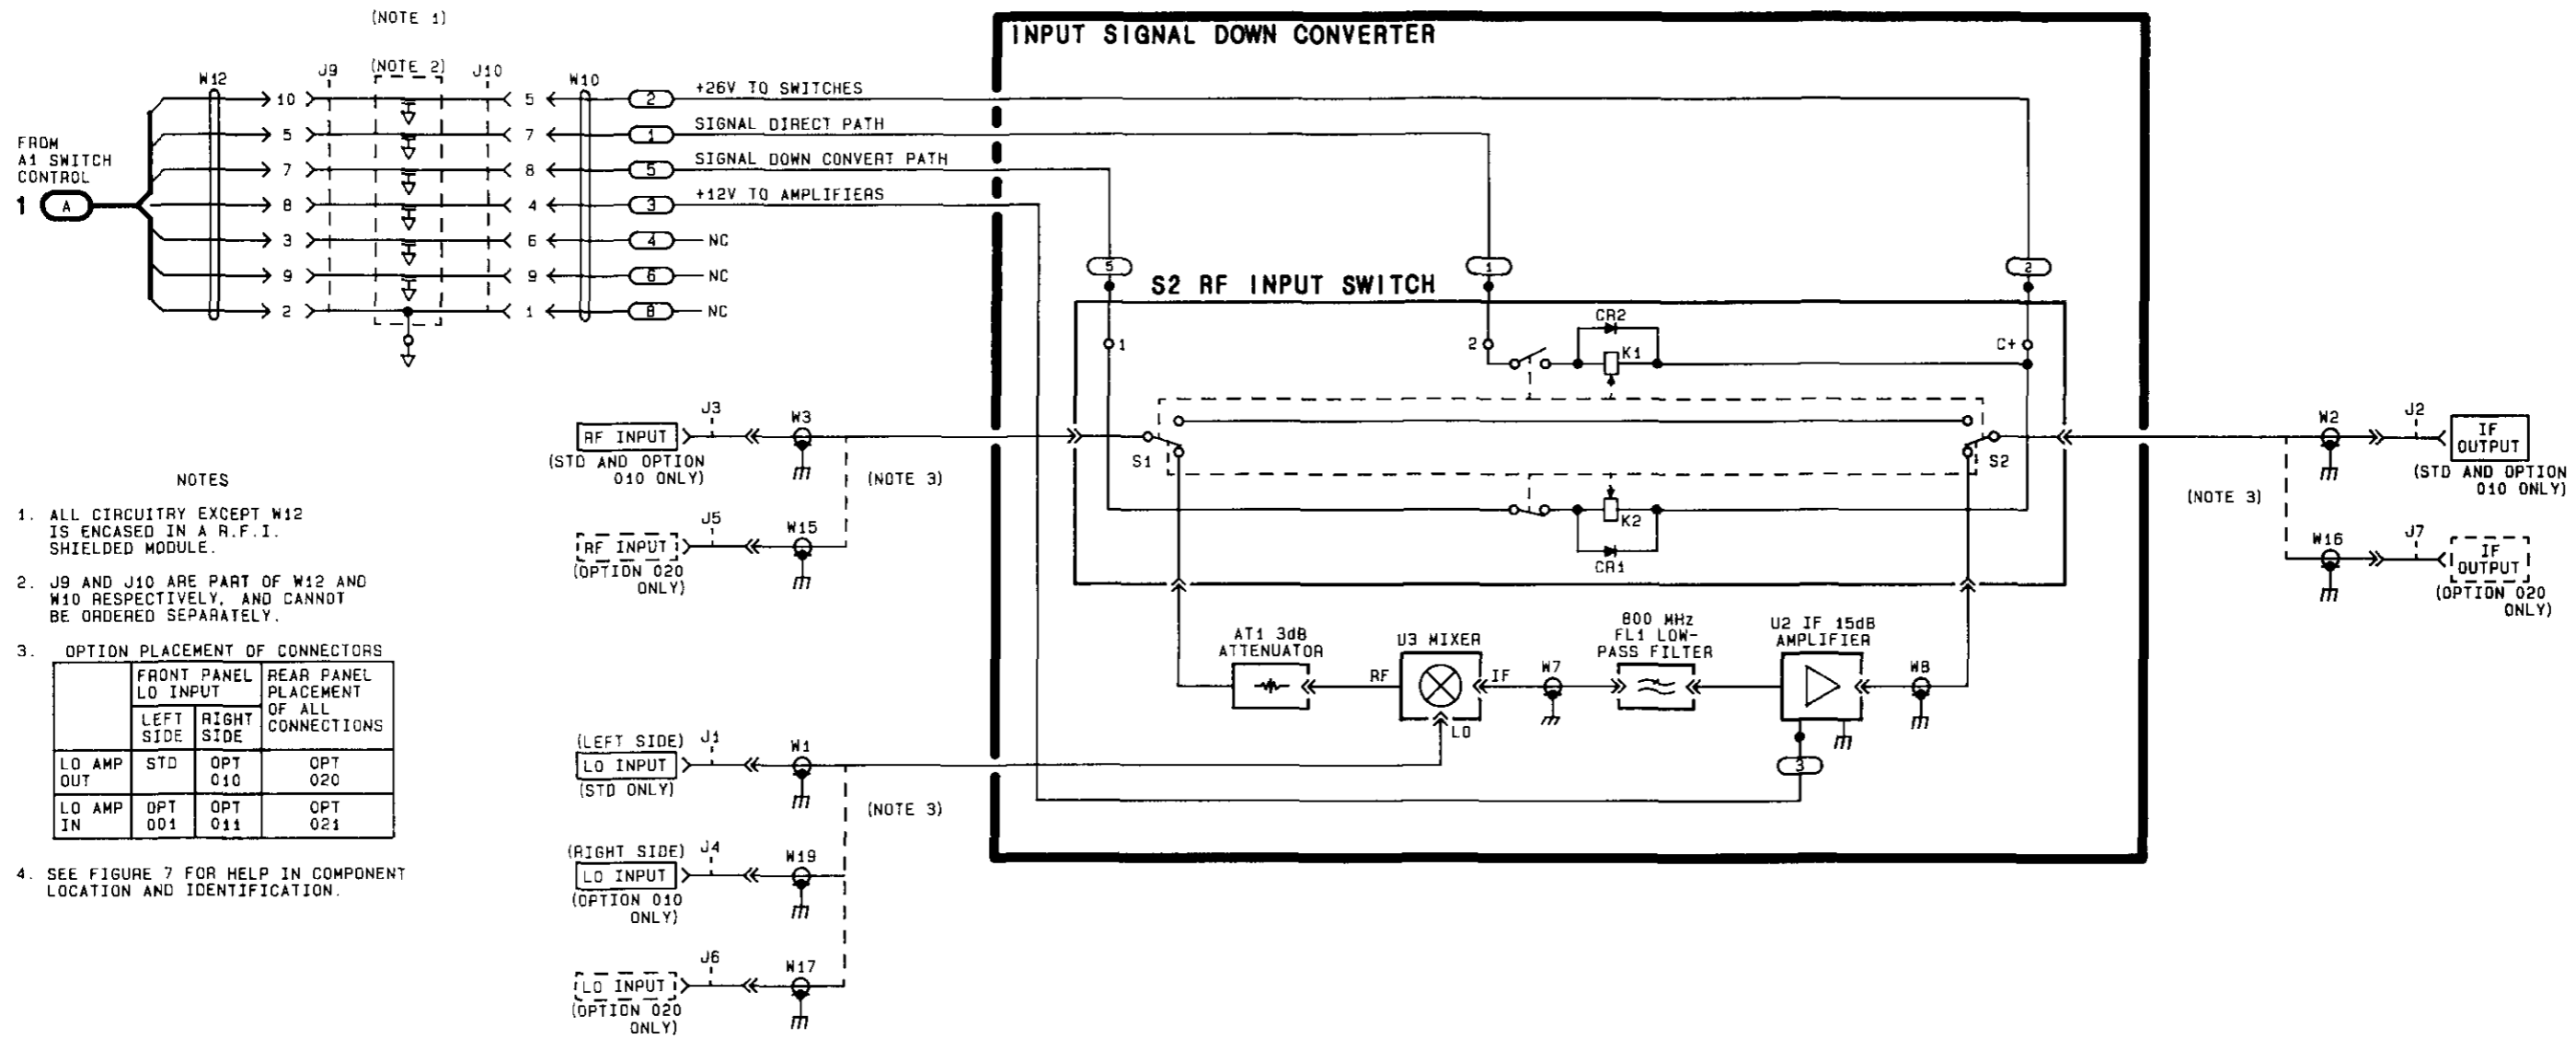 (NOTE 1)
INPUT SIGNAL DOWN CONVERTER
W12
J9
(NOTE 2)
J10
W10
10
5
2
+26V TO SWITCHES
5
7
1
SIGNAL DIRECT PATH
7
8
5
SIGNAL DOWN CONVERT PATH
8
4
3
+12V TO AMPLIFIERS
3
6
4
NC
9
9
6
NC
2
1
8
NC
FROM
A1 SWITCH
CONTROL
1
A
5
1
2
S2 RF INPUT SWITCH
CR2
1
2
K1
C+
S1
S2
K2
CR1
J3
W3
RF INPUT
(STD AND OPTION
010 ONLY)
(NOTE 3)
J5
W15
RF INPUT
(OPTION 020
ONLY)
W2
J2
IF
OUTPUT
(STD AND OPTION
010 ONLY)
(NOTE 3)
W16
J7
IF
OUTPUT
(OPTION 020
ONLY)
AT1 3dB
ATTENUATOR
U3 MIXER
RF
IF
LO
W7
800 MHz
FL1 LOW-
PASS FILTER
U2 IF 15dB
AMPLIFIER
W8
3
(LEFT SIDE)
J1
W1
LO INPUT
(STD ONLY)
(NOTE 3)
(RIGHT SIDE)
J4
W19
LO INPUT
(OPTION 010
ONLY)
J6
W17
LO INPUT
(OPTION 020
ONLY)
NOTES
1. ALL CIRCUITRY EXCEPT W12
IS ENCASED IN A R.F.I.
SHIELDED MODULE.
2. J9 AND J10 ARE PART OF W12 AND
W10 RESPECTIVELY, AND CANNOT
BE ORDERED SEPARATELY.
3. OPTION PLACEMENT OF CONNECTORS
FRONT PANEL
LO INPUT
REAR PANEL
PLACEMENT
OF ALL
CONNECTIONS
LEFT
SIDE
RIGHT
SIDE
LO AMP
OUT
STD
OPT
010
OPT
020
LO AMP
IN
OPT
001
OPT
011
OPT
021
4. SEE FIGURE 7 FOR HELP IN COMPONENT
LOCATION AND IDENTIFICATION.